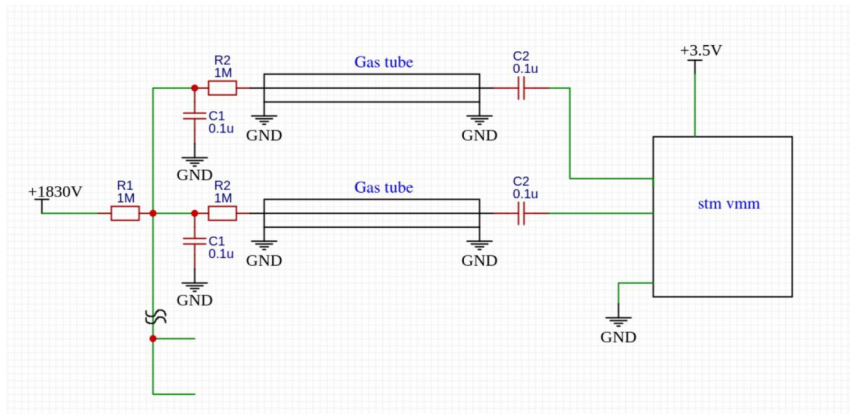 R2
1M
Gas tube
C2
0.1u
+3.5V
C1
0.1u
GND
GND
GND
+1830V
R1
1M
R2
1M
Gas tube
C2
0.1u
stm vmm
C1
0.1u
GND
GND
GND
GND